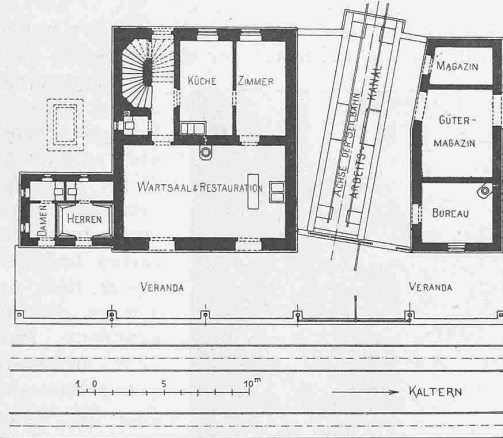 KÜCHE
ZIMMER
MAGAZIN
GÜTER-
MAGAZIN
ACHSE DER SEILBAHN
ARBEITS-KANAL
WARTSAAL & RESTAURATION
DAMEN
HERREN
BUREAU
VERANDA
VERANDA
1 0 5 10m
KALTERN